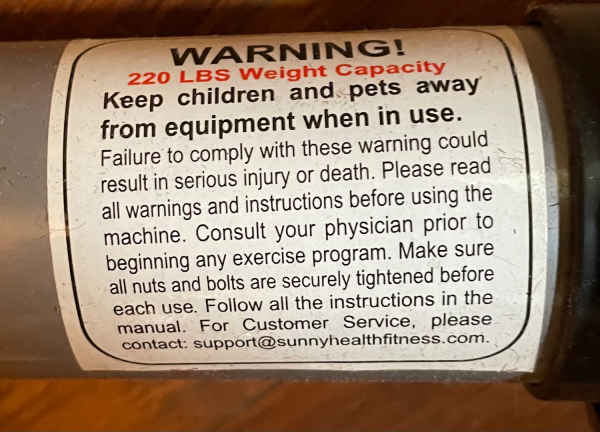 WARNING!
220 LBS Weight Capacity
Keep children and pets away
from equipment when in use.
Failure to comply with these warning could
result in serious injury or death. Please read
all warnings and instructions before using the
machine. Consult your physician prior to
beginning any exercise program. Make sure
all nuts and bolts are securely tightened before
each use. Follow all the instructions in the
manual. For Customer Service, please
contact: support@sunnyhealthfitness.com.